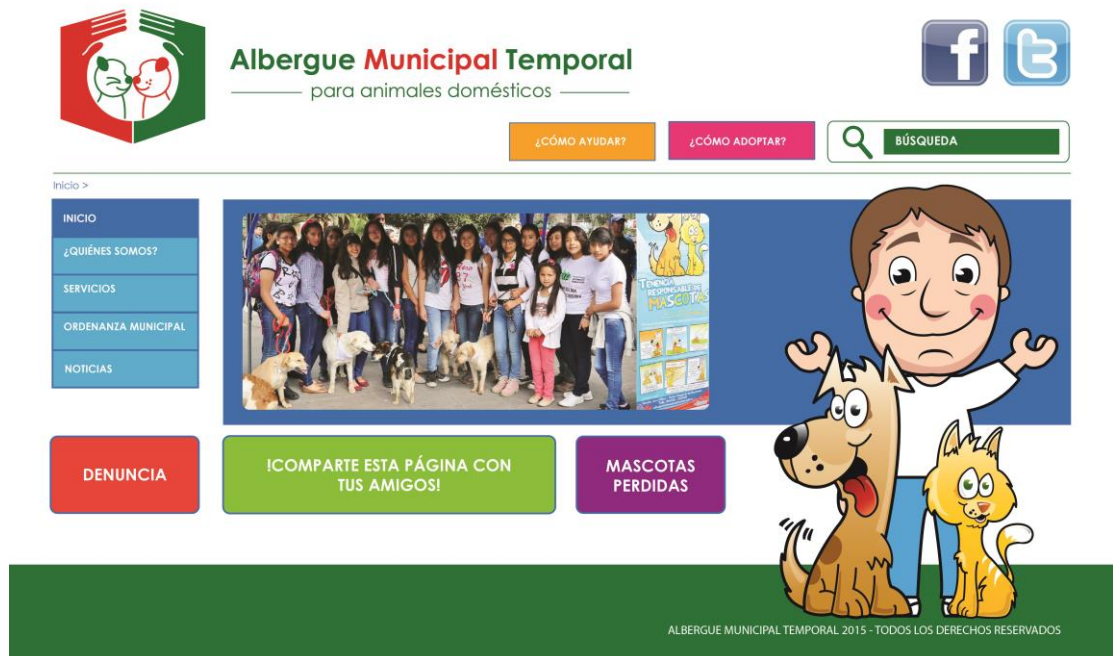 Albergue Municipal Temporal
para animales domésticos
¿CÓMO AYUDAR?
¿CÓMO ADOPTAR?
BÚSQUEDA
Inicio >
INICIO
¿QUIÉNES SOMOS?
SERVICIOS
ORDENANZA MUNICIPAL
NOTICIAS
TENENCIA
RESPONSABLE DE
MASCOTAS
DENUNCIA
!COMPARTE ESTA PÁGINA CON
TUS AMIGOS!
MASCOTAS
PERDIDAS
ALBERGUE MUNICIPAL TEMPORAL 2015 - TODOS LOS DERECHOS RESERVADOS